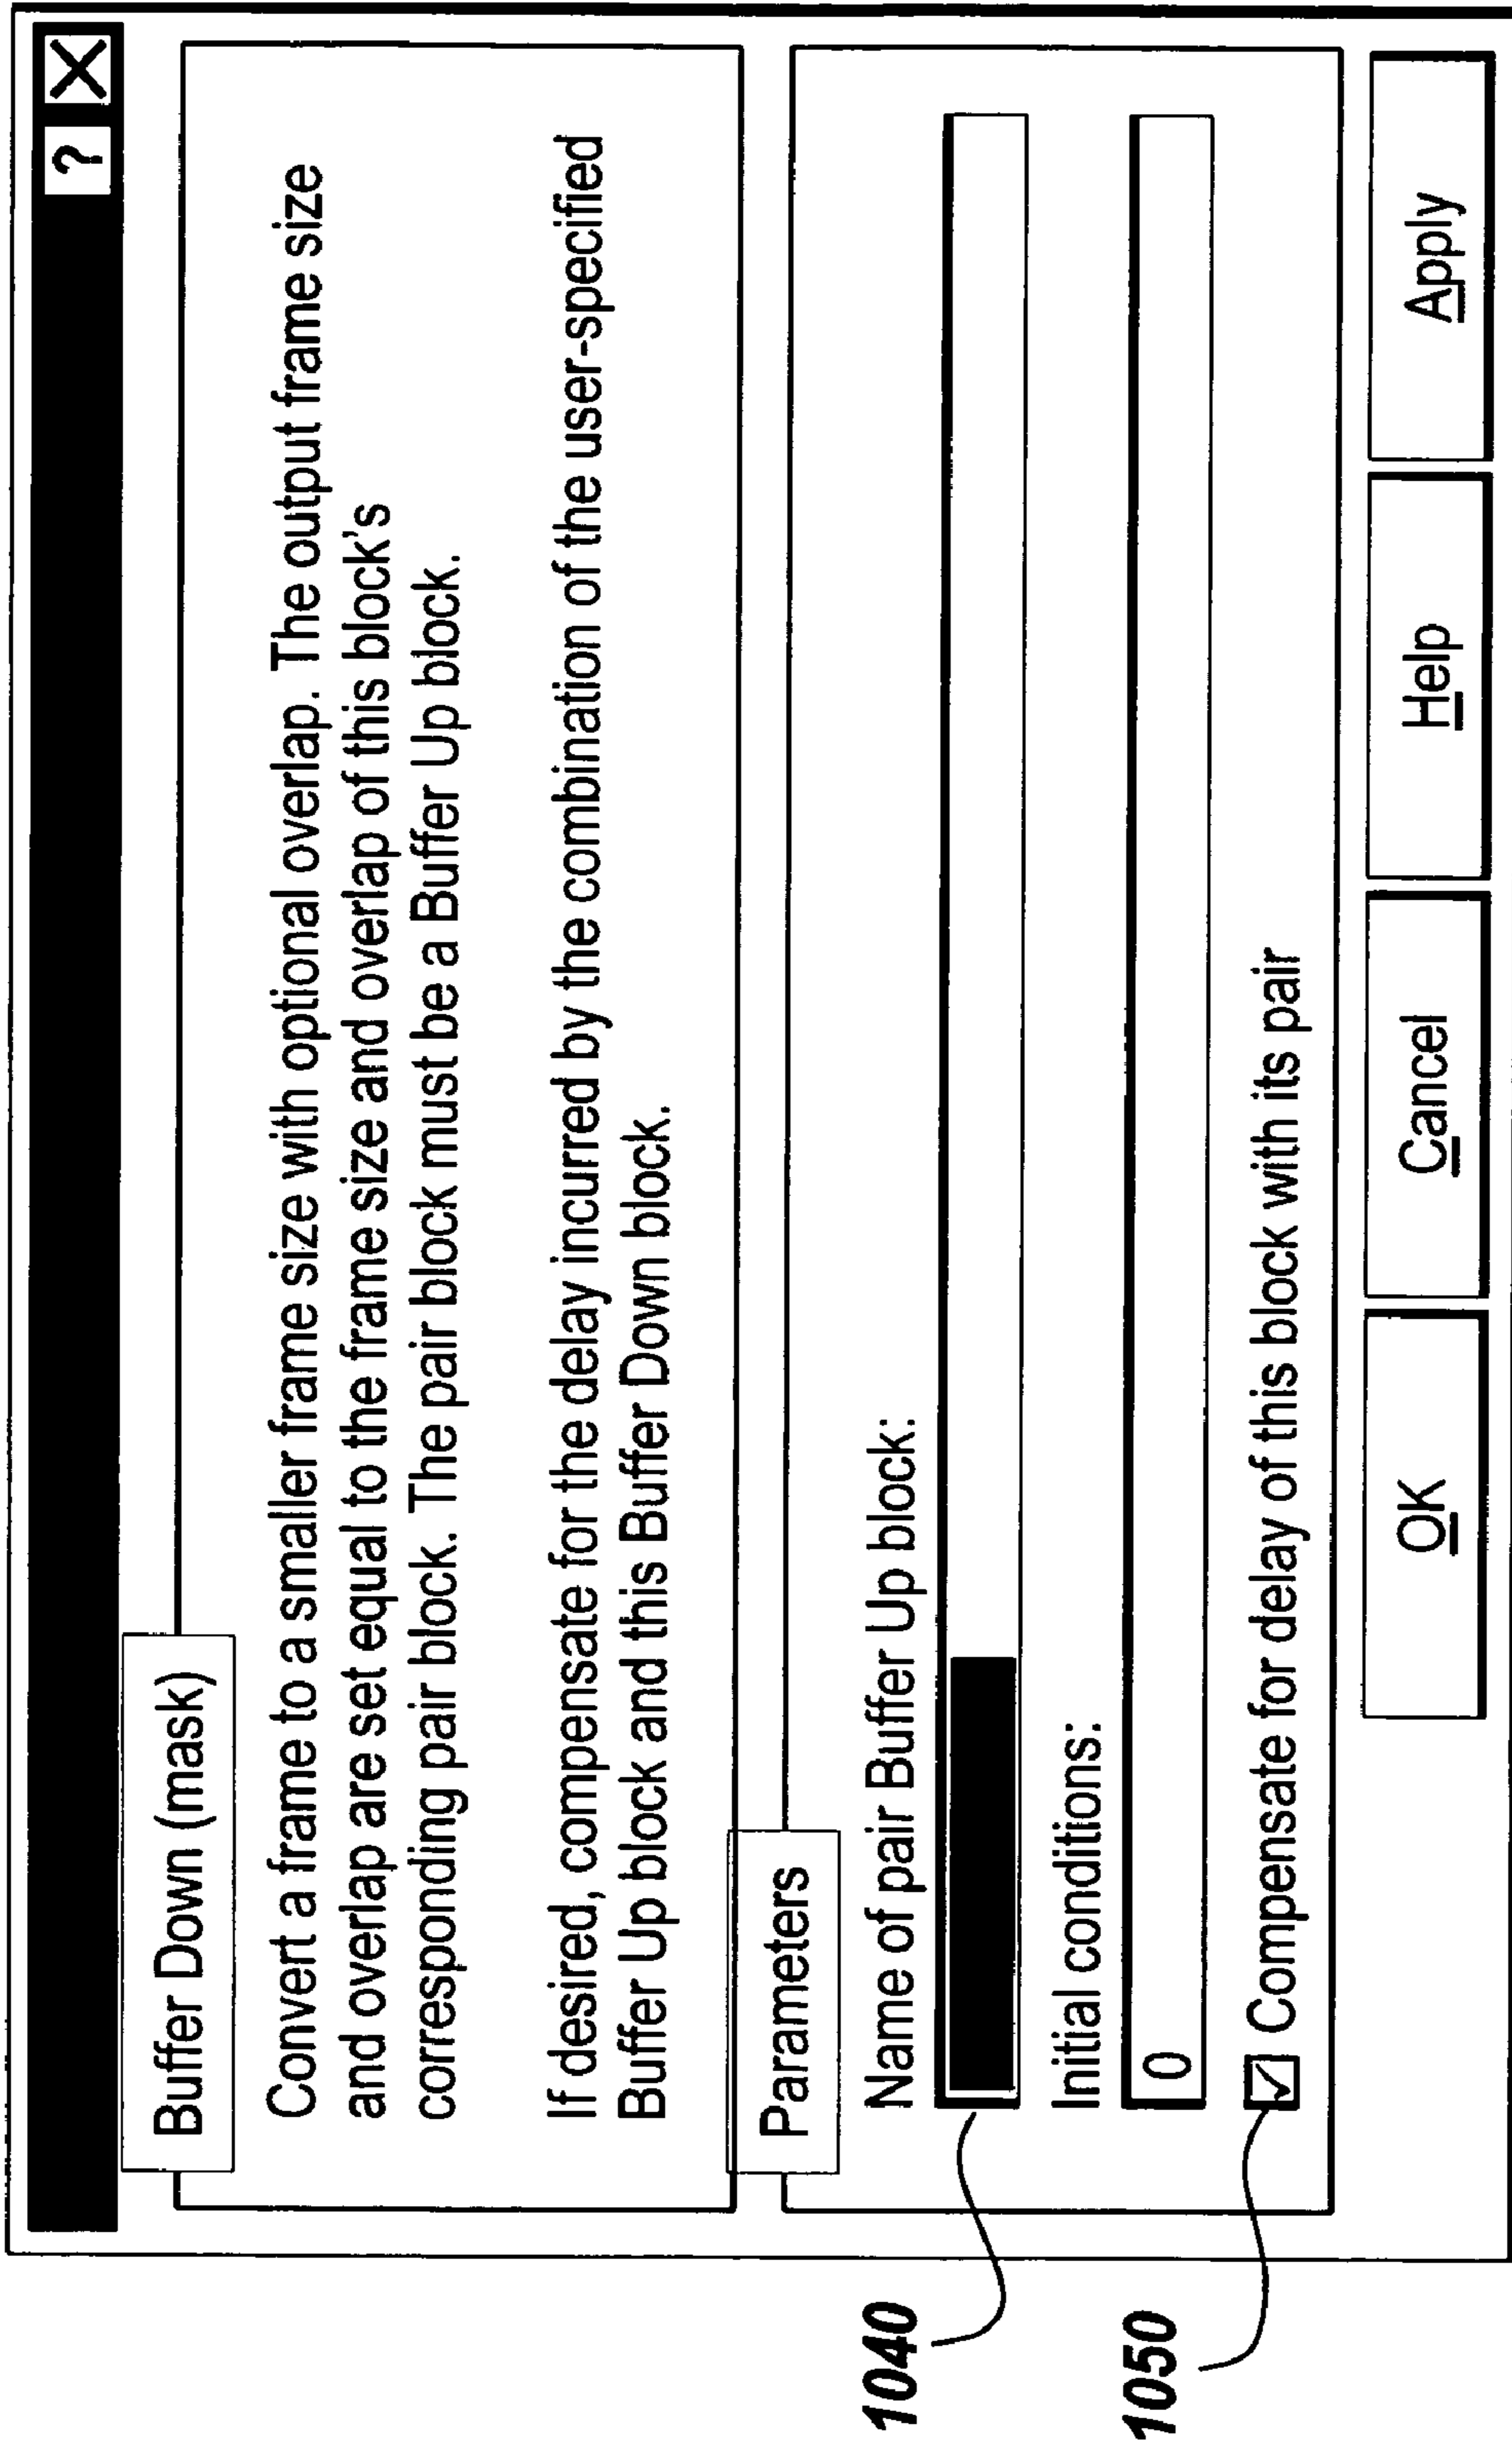 ? X
Buffer Down (mask)
Convert a frame to a smaller frame size with optional overlap. The output frame size
and overlap are set equal to the frame size and overlap of this block's
corresponding pair block. The pair block must be a Buffer Up block.
If desired, compensate for the delay incurred by the combination of the user-specified
Buffer Up block and this Buffer Down block.
Parameters
Name of pair Buffer Up block:
1040
Initial conditions:
0
1050
Compensate for delay of this block with its pair
OK
Cancel
Help
Apply